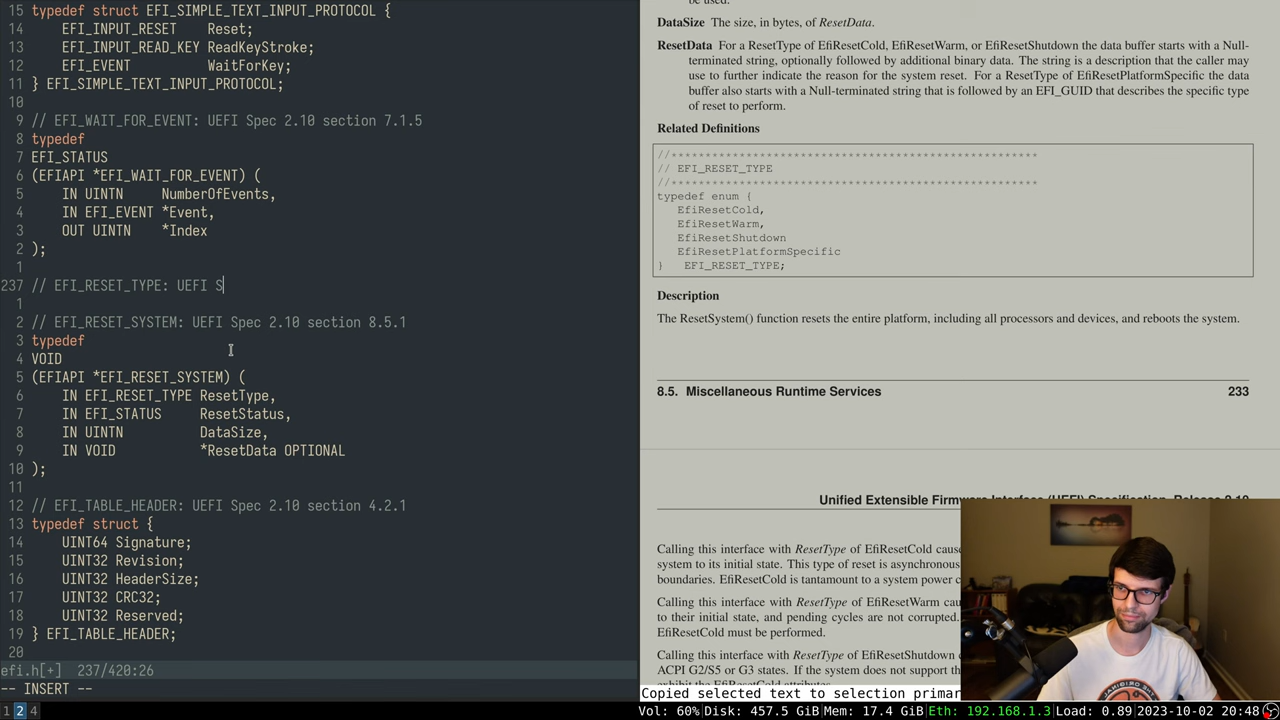 15 typedef struct EFI_SIMPLE_TEXT_INPUT_PROTOCOL {
14     EFI_INPUT_RESET    Reset;
13     EFI_INPUT_READ_KEY ReadKeyStroke;
12     EFI_EVENT          WaitForKey;
11 } EFI_SIMPLE_TEXT_INPUT_PROTOCOL;
10
9 // EFI_WAIT_FOR_EVENT: UEFI Spec 2.10 section 7.1.5
8 typedef
7 EFI_STATUS
6 (EFIAPI *EFI_WAIT_FOR_EVENT) (
5     IN UINTN     NumberOfEvents,
4     IN EFI_EVENT *Event,
3     OUT UINTN    *Index
2 );
1
237 // EFI_RESET_TYPE: UEFI S
1
2 // EFI_RESET_SYSTEM: UEFI Spec 2.10 section 8.5.1
3 typedef
4 VOID
5 (EFIAPI *EFI_RESET_SYSTEM) (
6     IN EFI_RESET_TYPE ResetType,
7     IN EFI_STATUS     ResetStatus,
8     IN UINTN          DataSize,
9     IN VOID           *ResetData OPTIONAL
10 );
11
12 // EFI_TABLE_HEADER: UEFI Spec 2.10 section 4.2.1
13 typedef struct {
14     UINT64 Signature;
15     UINT32 Revision;
16     UINT32 HeaderSize;
17     UINT32 CRC32;
18     UINT32 Reserved;
19 } EFI_TABLE_HEADER;
20
efi.h[+]  237/420:26
-- INSERT --
be used.
DataSize The size, in bytes, of ResetData.
ResetData For a ResetType of EfiResetCold, EfiResetWarm, or EfiResetShutdown the data buffer starts with a Null-
terminated string, optionally followed by additional binary data. The string is a description that the caller may
use to further indicate the reason for the system reset. For a ResetType of EfiResetPlatformSpecific the data
buffer also starts with a Null-terminated string that is followed by an EFI_GUID that describes the specific type
of reset to perform.
Related Definitions
//******************************************************
// EFI_RESET_TYPE
//******************************************************
typedef enum {
   EfiResetCold,
   EfiResetWarm,
   EfiResetShutdown
   EfiResetPlatformSpecific
}   EFI_RESET_TYPE;
Description
The ResetSystem() function resets the entire platform, including all processors and devices, and reboots the system.
8.5. Miscellaneous Runtime Services 233
Unified Extensible Firmware Interface (UEFI) Specification, Release 2.10
Calling this interface with ResetType of EfiResetCold
system to its initial state. This type of reset is asynchronous
boundaries. EfiResetCold is tantamount to a system power
Calling this interface with ResetType of EfiResetWarm
to their initial state, and pending cycles are not corrupted.
EfiResetCold must be performed.
Calling this interface with ResetType of EfiResetShutdown
ACPI G2/S5 or G3 states. If the system does not support
exhibit the EfiResetCold attributes.
Copied selected text to selection
1 2 4
Vol: 60%|Disk: 457.5 GiB|Mem: 17.4 GiB|Eth: 192.168.1.3|Load: 0.89|2023-10-02 20:48